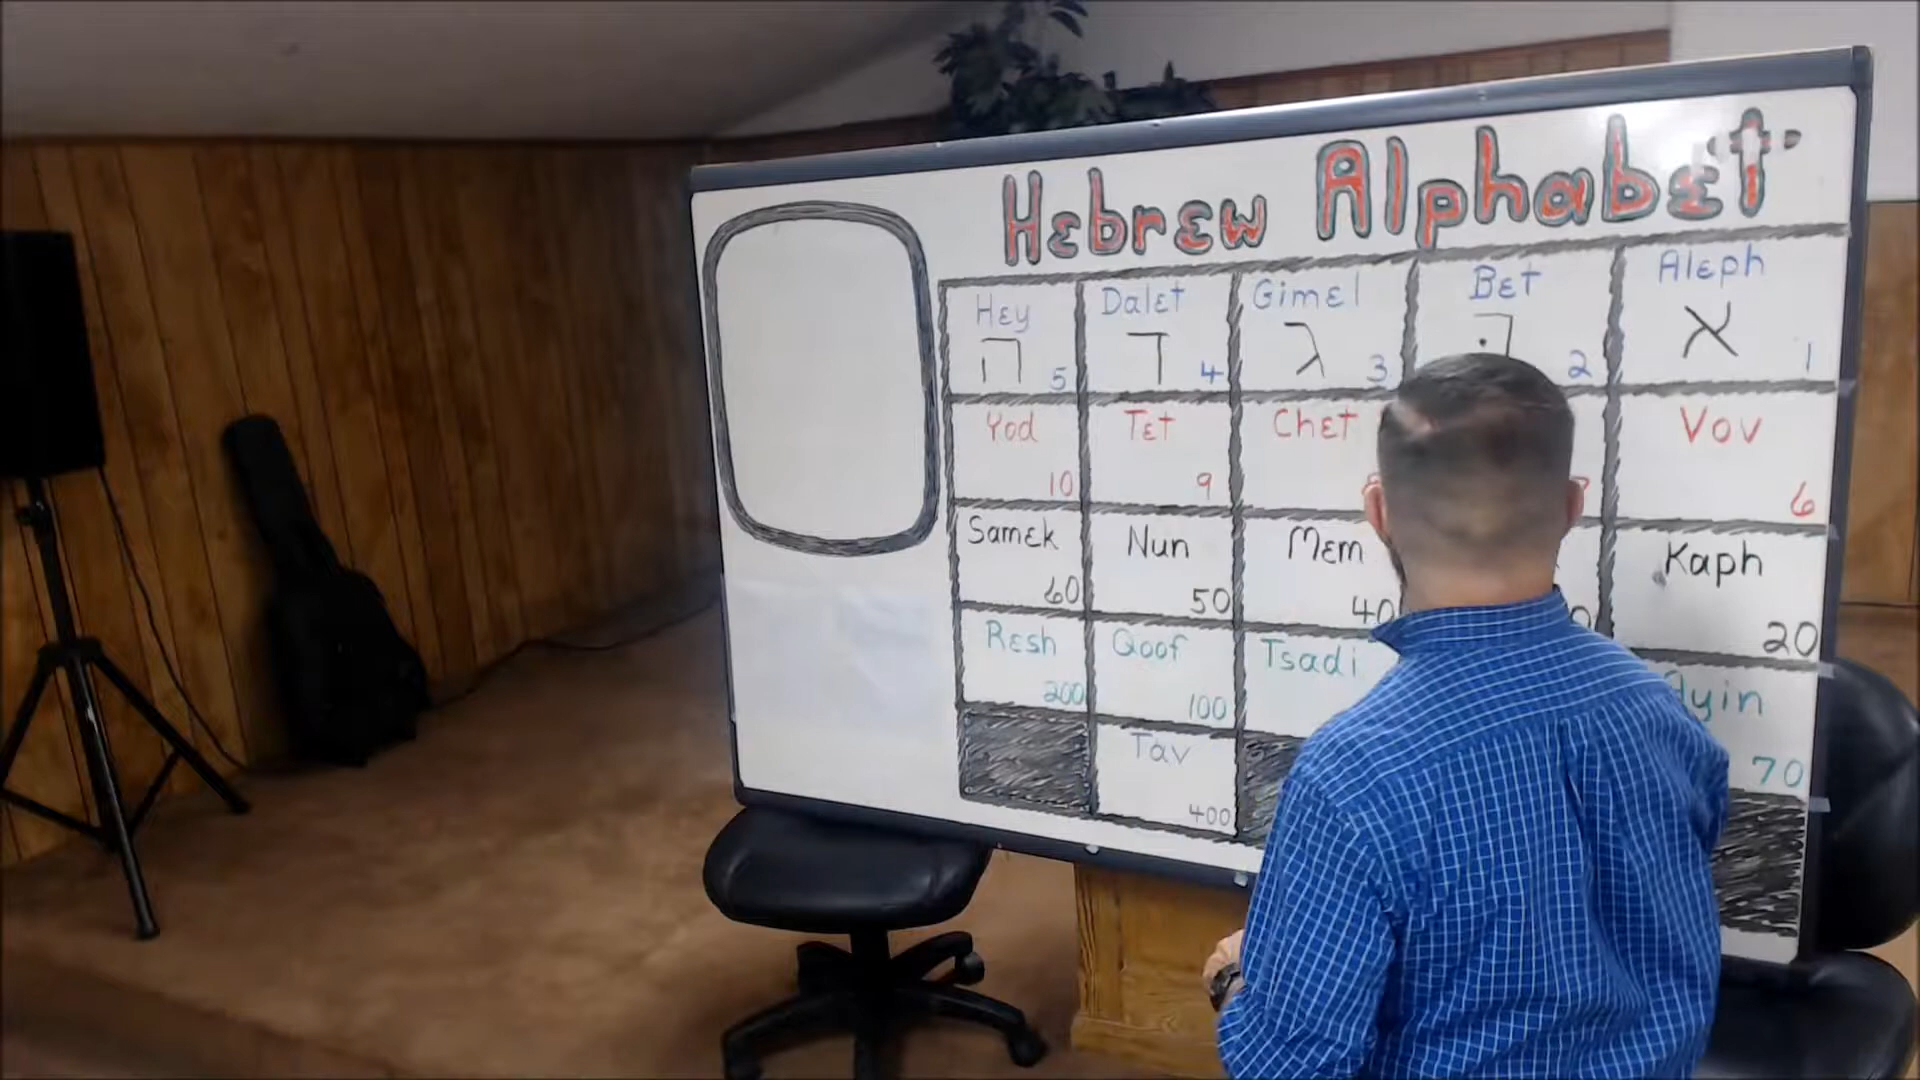 Hebrew Alphabet
Aleph Bet Gimel Dalet Hey
א ג ד ה
1 2 3 4 5
Vov Chet Tet Yod
6 9 10
Kaph Mem Nun Samek
20 40 50 60
Ayin Tsadi Qoof Resh
70 100 200
Tav
400